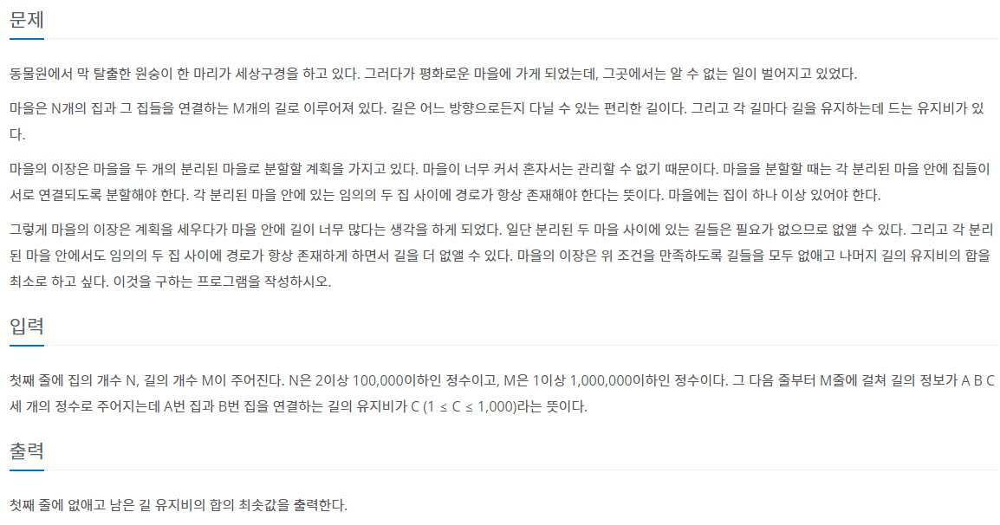 문제
동물원에서 막 탈출한 원숭이 한 마리가 세상구경을 하고 있다. 그러다가 평화로운 마을에 가게 되었는데, 그곳에서는 알 수 없는 일이 벌어지고 있었다.
마을은 N개의 집과 그 집들을 연결하는 M개의 길로 이루어져 있다. 길은 어느 방향으로든지 다닐 수 있는 편리한 길이다. 그리고 각 길마다 길을 유지하는데 드는 유지비가 있
다.
마을의 이장은 마을을 두 개의 분리된 마을로 분할할 계획을 가지고 있다. 마을이 너무 커서 혼자서는 관리할 수 없기 때문이다. 마을을 분할할 때는 각 분리된 마을 안에 집들이
서로 연결되도록 분할해야 한다. 각 분리된 마을 안에 있는 임의의 두 집 사이에 경로가 항상 존재해야 한다는 뜻이다. 마을에는 집이 하나 이상 있어야 한다.
그렇게 마을의 이장은 계획을 세우다가 마을 안에 길이 너무 많다는 생각을 하게 되었다. 일단 분리된 두 마을 사이에 있는 길들은 필요가 없으므로 없앨 수 있다. 그리고 각 분리
된 마을 안에서도 임의의 두 집 사이에 경로가 항상 존재하게 하면서 길을 더 없앨 수 있다. 마을의 이장은 위 조건을 만족하도록 길들을 모두 없애고 나머지 길의 유지비의 합을
최소로 하고 싶다. 이것을 구하는 프로그램을 작성하시오.
입력
첫째 줄에 집의 개수 N, 길의 개수 M이 주어진다. N은 2이상 100,000이하인 정수이고, M은 1이상 1,000,000이하인 정수이다. 그 다음 줄부터 M줄에 걸쳐 길의 정보가 A B C
세 개의 정수로 주어지는데 A번 집과 B번 집을 연결하는 길의 유지비가 C (1 ≤ C ≤ 1,000)라는 뜻이다.
출력
첫째 줄에 없애고 남은 길 유지비의 합의 최솟값을 출력한다.